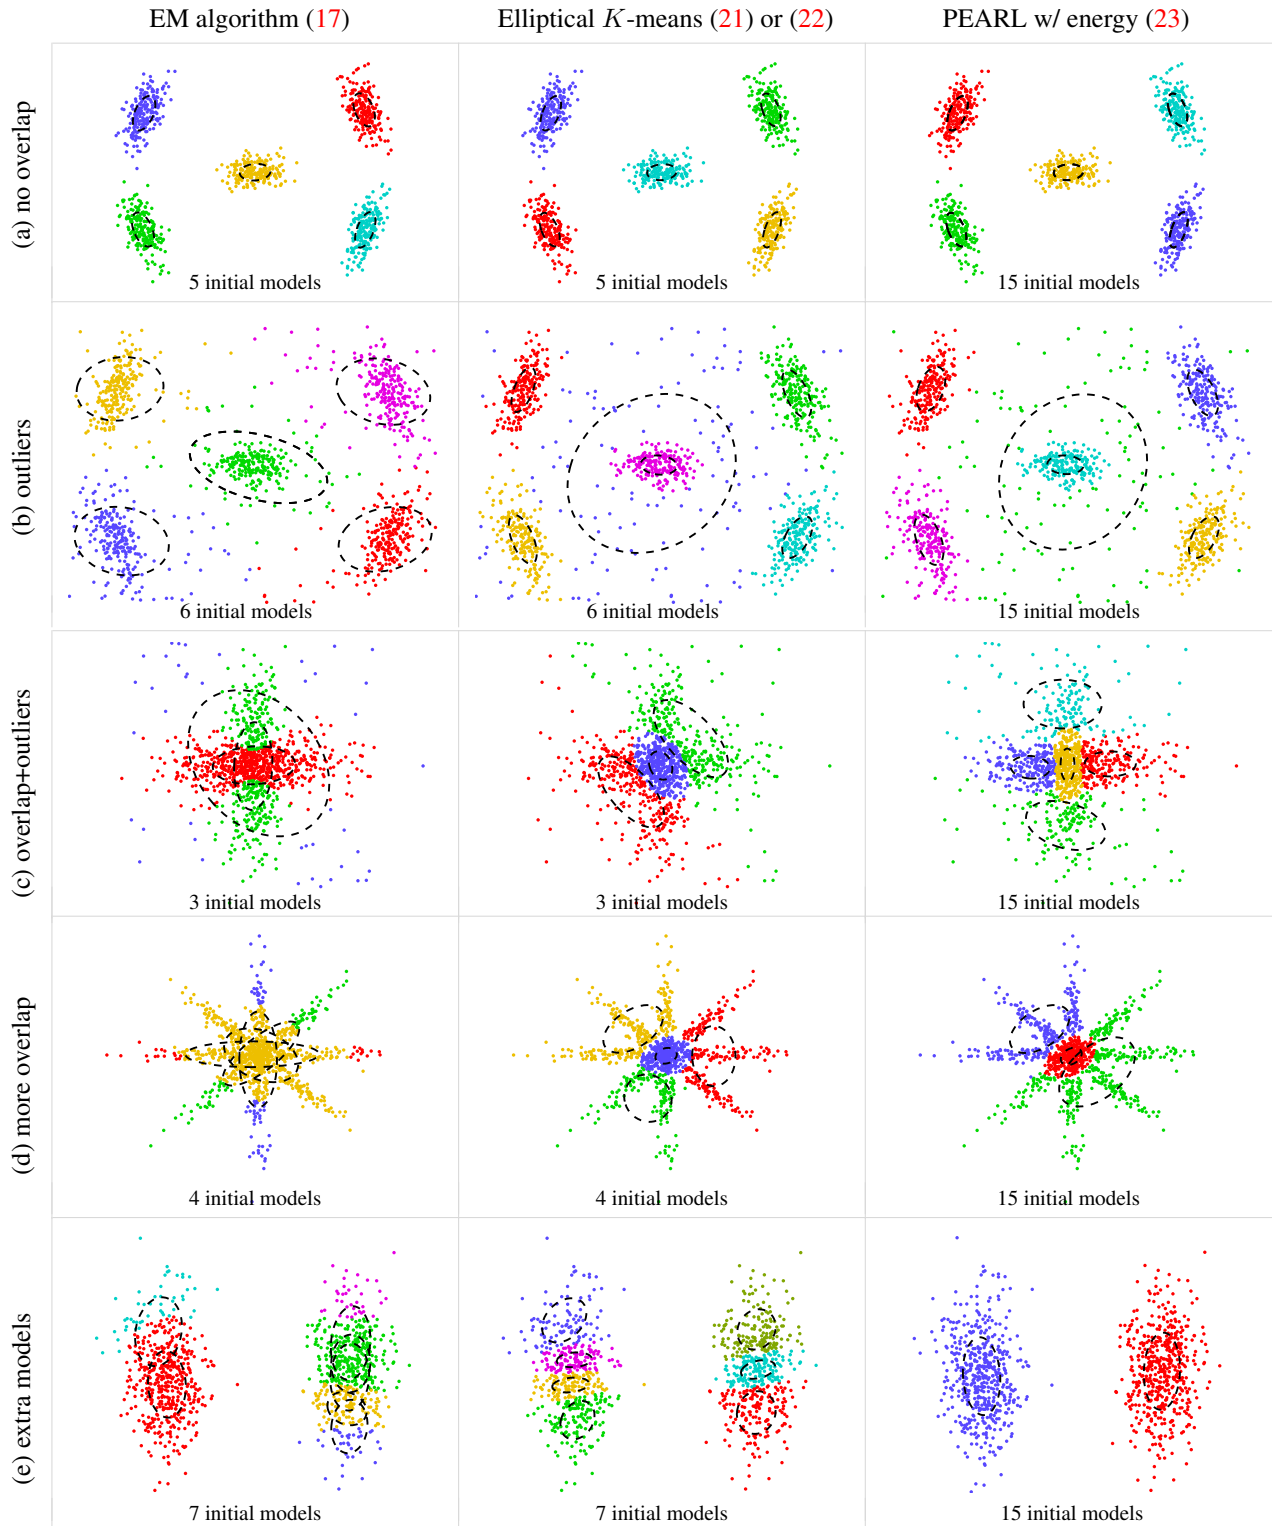 EM algorithm (17)
Elliptical K-means (21) or (22)
PEARL w/ energy (23)
(a) no overlap
5 initial models
5 initial models
15 initial models
(b) outliers
6 initial models
6 initial models
15 initial models
(c) overlap+outliers
3 initial models
3 initial models
15 initial models
(d) more overlap
4 initial models
4 initial models
15 initial models
(e) extra models
7 initial models
7 initial models
15 initial models